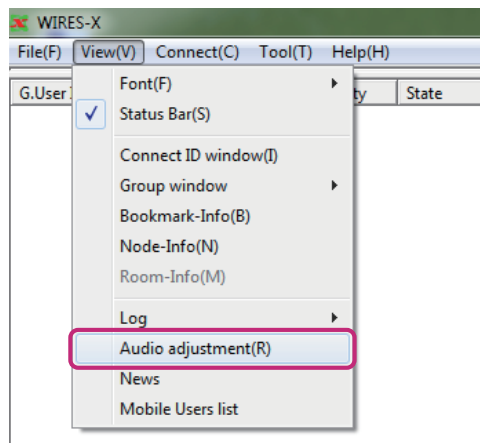 WIRES-X
File(F) View(V) Connect(C) Tool(T) Help(H)
G.User State
Font(F)
Status Bar(S)
Connect ID window(I)
Group window
Bookmark-Info(B)
Node-Info(N)
Room-Info(M)
Log
Audio adjustment(R)
News
Mobile Users list